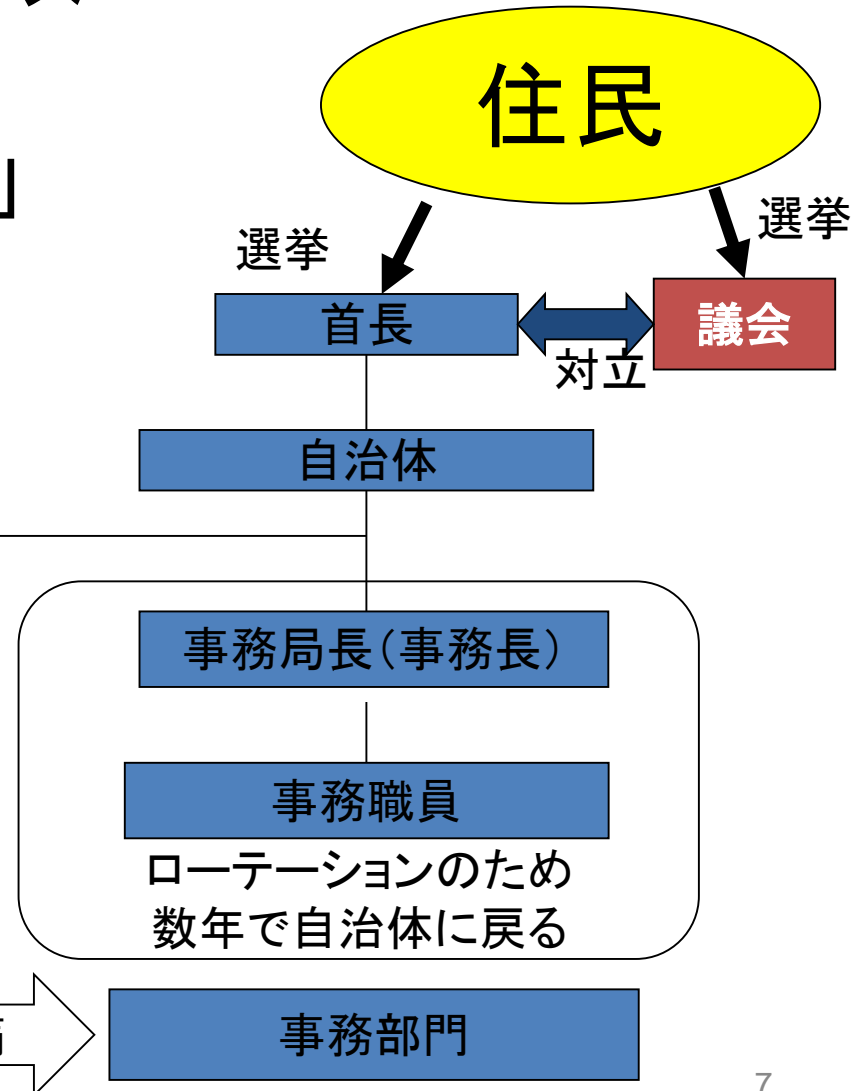 住民
」
選挙
選挙
首長
議会
対立
自治体
事務局長（事務長）
事務職員
ローテーションのため
数年で自治体に戻る
事務部門
7